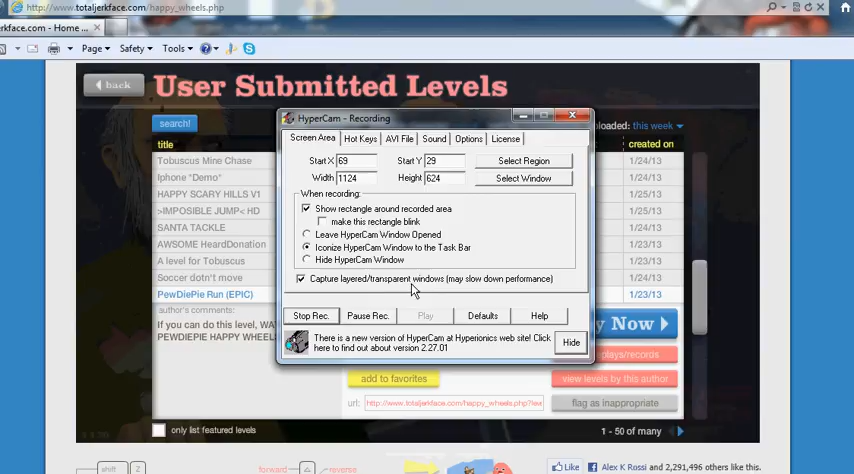 http://www.totaljerkface.com/happy_wheels.php
erkface.com - Home ...
Page Safety Tools
back
User Submitted Levels
search!
loaded: this week
title
created on
Tobuscus Mine Chase
1/24/13
Iphone *Demo*
1/24/13
HAPPY SCARY HILLS V1
1/25/13
>IMPOSIBLE JUMP< HD
1/25/13
SANTA TACKLE
1/24/13
AWSOME HeardDonation
1/24/13
A level for Tobuscus
1/25/13
Soccer dotn't move
1/24/13
PewDiePie Run (EPIC)
1/23/13
author's comments:
If you can do this level, WAT
PEWDIEPIE HAPPY WHEELS
HyperCam - Recording
Screen Area Hot Keys AVI File Sound Options License
Start X 69 Start Y 29 Select Region
Width 1124 Height 624 Select Window
When recording:
Show rectangle around recorded area
make this rectangle blink
Leave HyperCam Window Opened
Iconize HyperCam Window to the Task Bar
Hide HyperCam Window
Capture layered/transparent windows (may slow down performance)
Stop Rec. Pause Rec. Play Defaults Help
There is a new version of HyperCam at Hyperionics web site! Click
here to find out about version 2.27.01
Hide
Now
plays/records
add to favorites
view levels by this author
url: http://www.totaljerkface.com/happy_wheels.php?lev
flag as inappropriate
only list featured levels
1 - 50 of many
shift Z forward reverse
Like Alex K Rossi and 2,291,496 others like this.